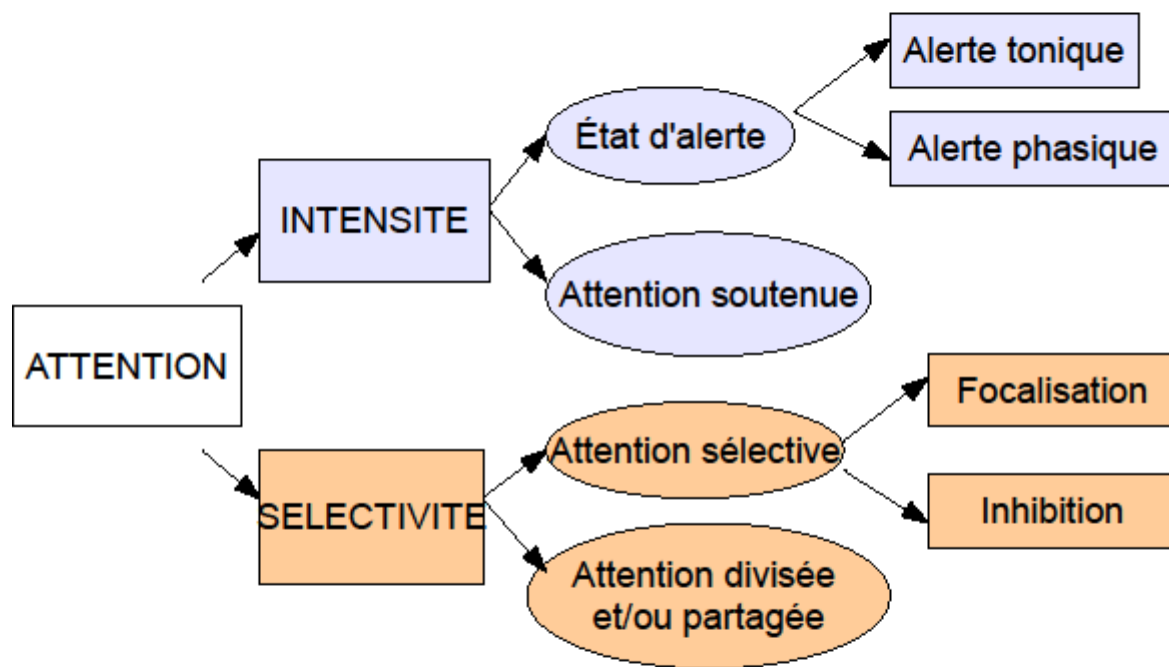 Alerte tonique
État d'alerte
Alerte phasique
INTENSITE
Attention soutenue
ATTENTION
Focalisation
Attention sélective
SELECTIVITE
Inhibition
Attention divisée
et/ou partagée